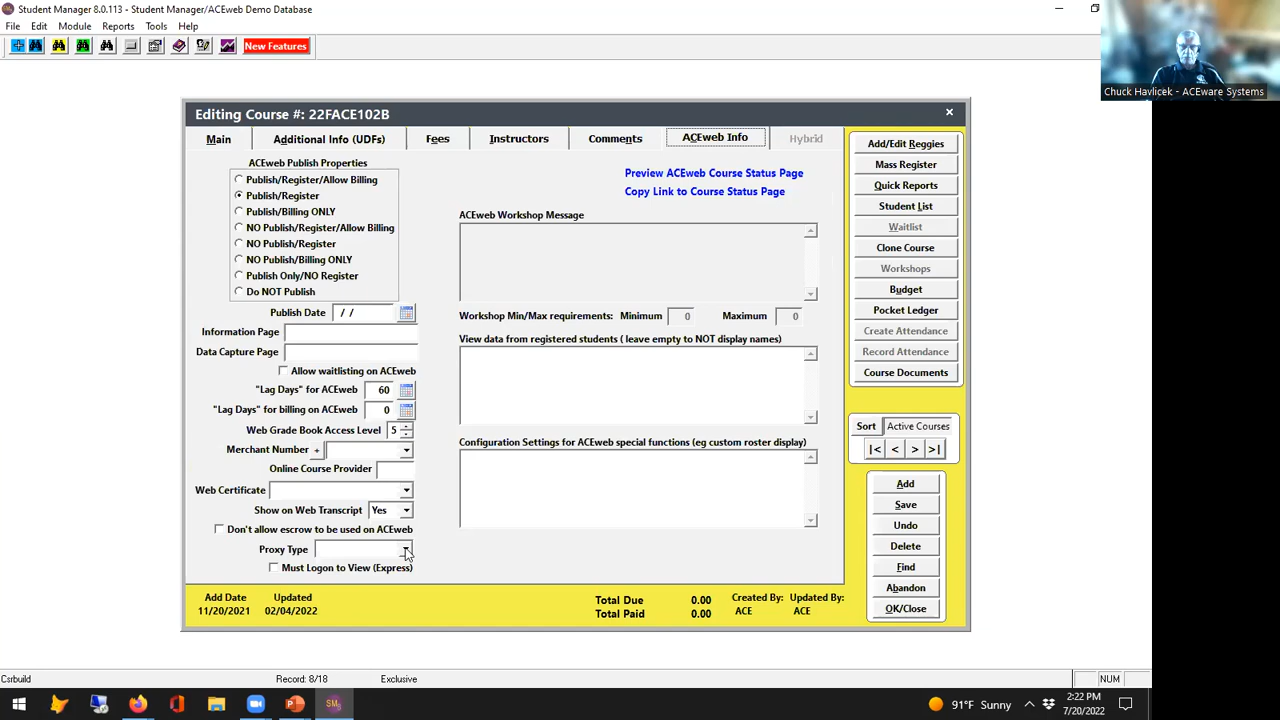 Student Manager 8.0.113 - Student Manager/ACEweb Demo Database
File Edit Module Reports Tools Help
New Features
Chuck Havlicek - ACEware Systems
Editing Course #: 22FACE102B
Main Additional Info (UDFs) Fees Instructors Comments ACEweb Info Hybrid
ACEweb Publish Properties
Publish/Register/Allow Billing
Publish/Register
Publish/Billing ONLY
NO Publish/Register/Allow Billing
NO Publish/Register
NO Publish/Billing ONLY
Publish Only/NO Register
Do NOT Publish
Publish Date / /
Information Page
Data Capture Page
Allow waitlisting on ACEweb
"Lag Days" for ACEweb 60
"Lag Days" for billing on ACEweb 0
Web Grade Book Access Level 5
Merchant Number +
Online Course Provider
Web Certificate
Show on Web Transcript Yes
Don't allow escrow to be used on ACEweb
Proxy Type
Must Logon to View (Express)
Preview ACEweb Course Status Page
Copy Link to Course Status Page
ACEweb Workshop Message
Workshop Min/Max requirements: Minimum 0 Maximum 0
View data from registered students ( leave empty to NOT display names)
Configuration Settings for ACEweb special functions (eg custom roster display)
Add/Edit Reggies
Mass Register
Quick Reports
Student List
Waitlist
Clone Course
Workshops
Budget
Pocket Ledger
Create Attendance
Record Attendance
Course Documents
Sort Active Courses
|< < > >|
Add
Save
Undo
Delete
Find
Abandon
OK/Close
Add Date Updated Total Due 0.00 Created By: Updated By:
11/20/2021 02/04/2022 Total Paid 0.00 ACE ACE
Csrbuild Record: 8/18 Exclusive NUM
SM
91°F Sunny
2:22 PM
7/20/2022